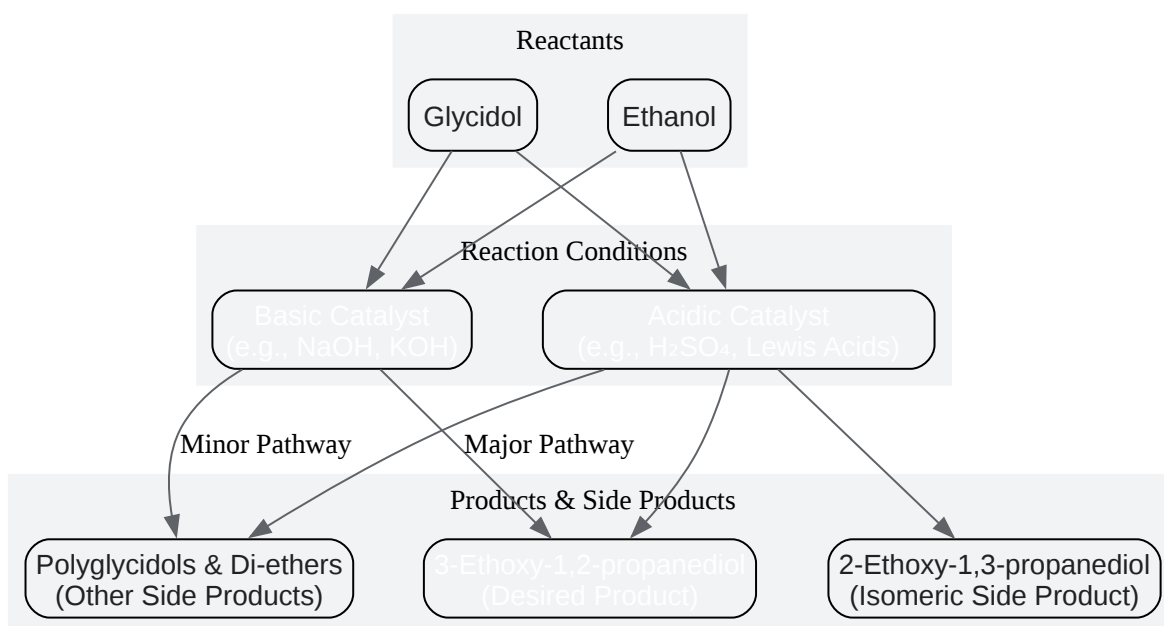 Reactants
Glycidol
Ethanol
Reaction Conditions
Basic Catalyst
(e.g., NaOH, KOH)
Acidic Catalyst
(e.g., H₂SO₄, Lewis Acids)
Minor Pathway
Major Pathway
Products & Side Products
Polyglycidols & Di-ethers
(Other Side Products)
3-Ethoxy-1,2-propanediol
(Desired Product)
2-Ethoxy-1,3-propanediol
(Isomeric Side Product)